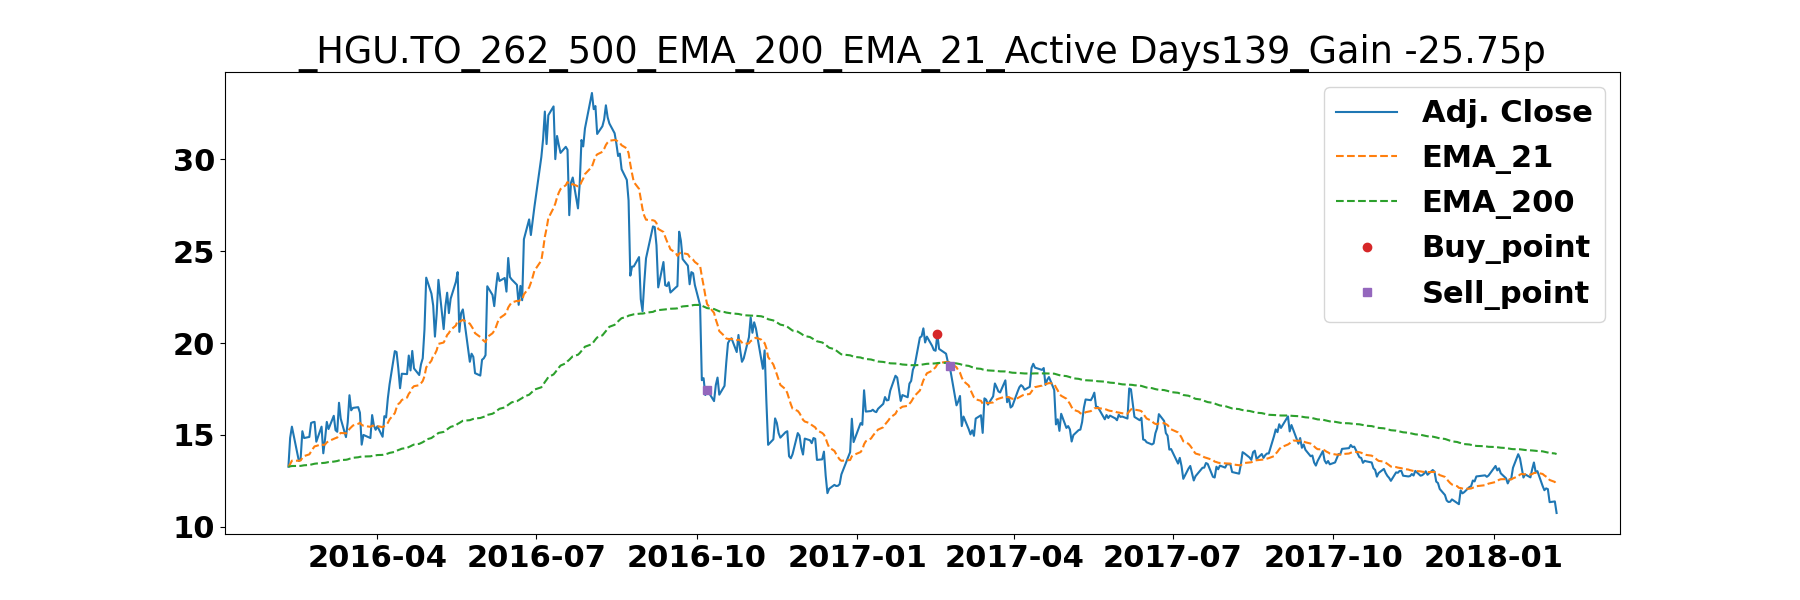 _HGU.TO_262_500_EMA_200_EMA_21_Active Days139_Gain -25.75p
Adj. Close
EMA_21
EMA_200
Buy_point
Sell_point
30
25
20
15
10
2016-04 2016-07 2016-10 2017-01 2017-04 2017-07 2017-10 2018-01